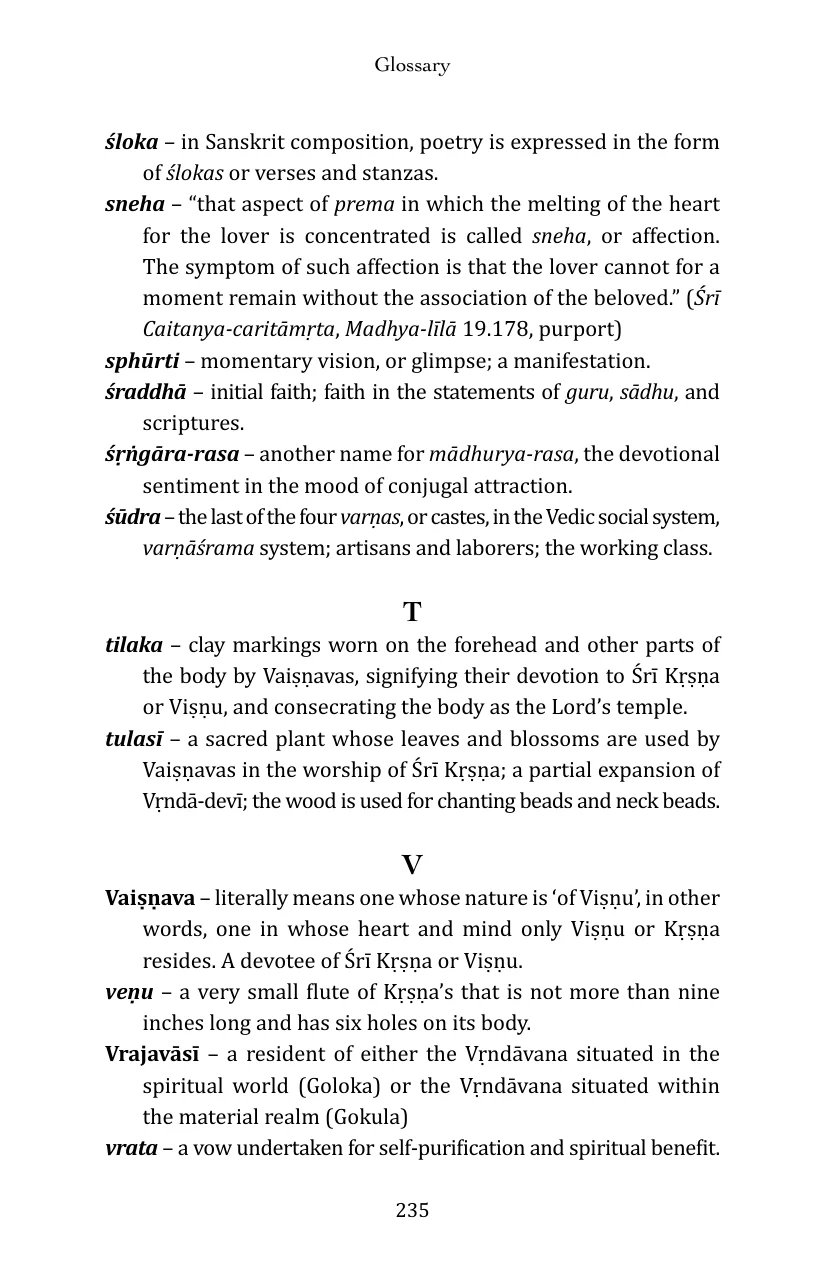 Glossary
śloka – in Sanskrit composition, poetry is expressed in the form
of ślokas or verses and stanzas.
sneha – “that aspect of prema in which the melting of the heart
for the lover is concentrated is called sneha, or affection.
The symptom of such affection is that the lover cannot for a
moment remain without the association of the beloved.” (Śrī
Caitanya-caritāmṛta, Madhya-līlā 19.178, purport)
sphūrti – momentary vision, or glimpse; a manifestation.
śraddhā – initial faith; faith in the statements of guru, sādhu, and
scriptures.
śṛṅgāra-rasa – another name for mādhurya-rasa, the devotional
sentiment in the mood of conjugal attraction.
śūdra – the last of the four varṇas, or castes, in the Vedic social system,
varṇāśrama system; artisans and laborers; the working class.
T
tilaka – clay markings worn on the forehead and other parts of
the body by Vaiṣṇavas, signifying their devotion to Śrī Kṛṣṇa
or Viṣṇu, and consecrating the body as the Lord’s temple.
tulasī – a sacred plant whose leaves and blossoms are used by
Vaiṣṇavas in the worship of Śrī Kṛṣṇa; a partial expansion of
Vṛndā-devī; the wood is used for chanting beads and neck beads.
V
Vaiṣṇava – literally means one whose nature is ‘of Viṣṇu’, in other
words, one in whose heart and mind only Viṣṇu or Kṛṣṇa
resides. A devotee of Śrī Kṛṣṇa or Viṣṇu.
veṇu – a very small flute of Kṛṣṇa’s that is not more than nine
inches long and has six holes on its body.
Vrajavāsī – a resident of either the Vṛndāvana situated in the
spiritual world (Goloka) or the Vṛndāvana situated within
the material realm (Gokula)
vrata – a vow undertaken for self-purification and spiritual benefit.
235